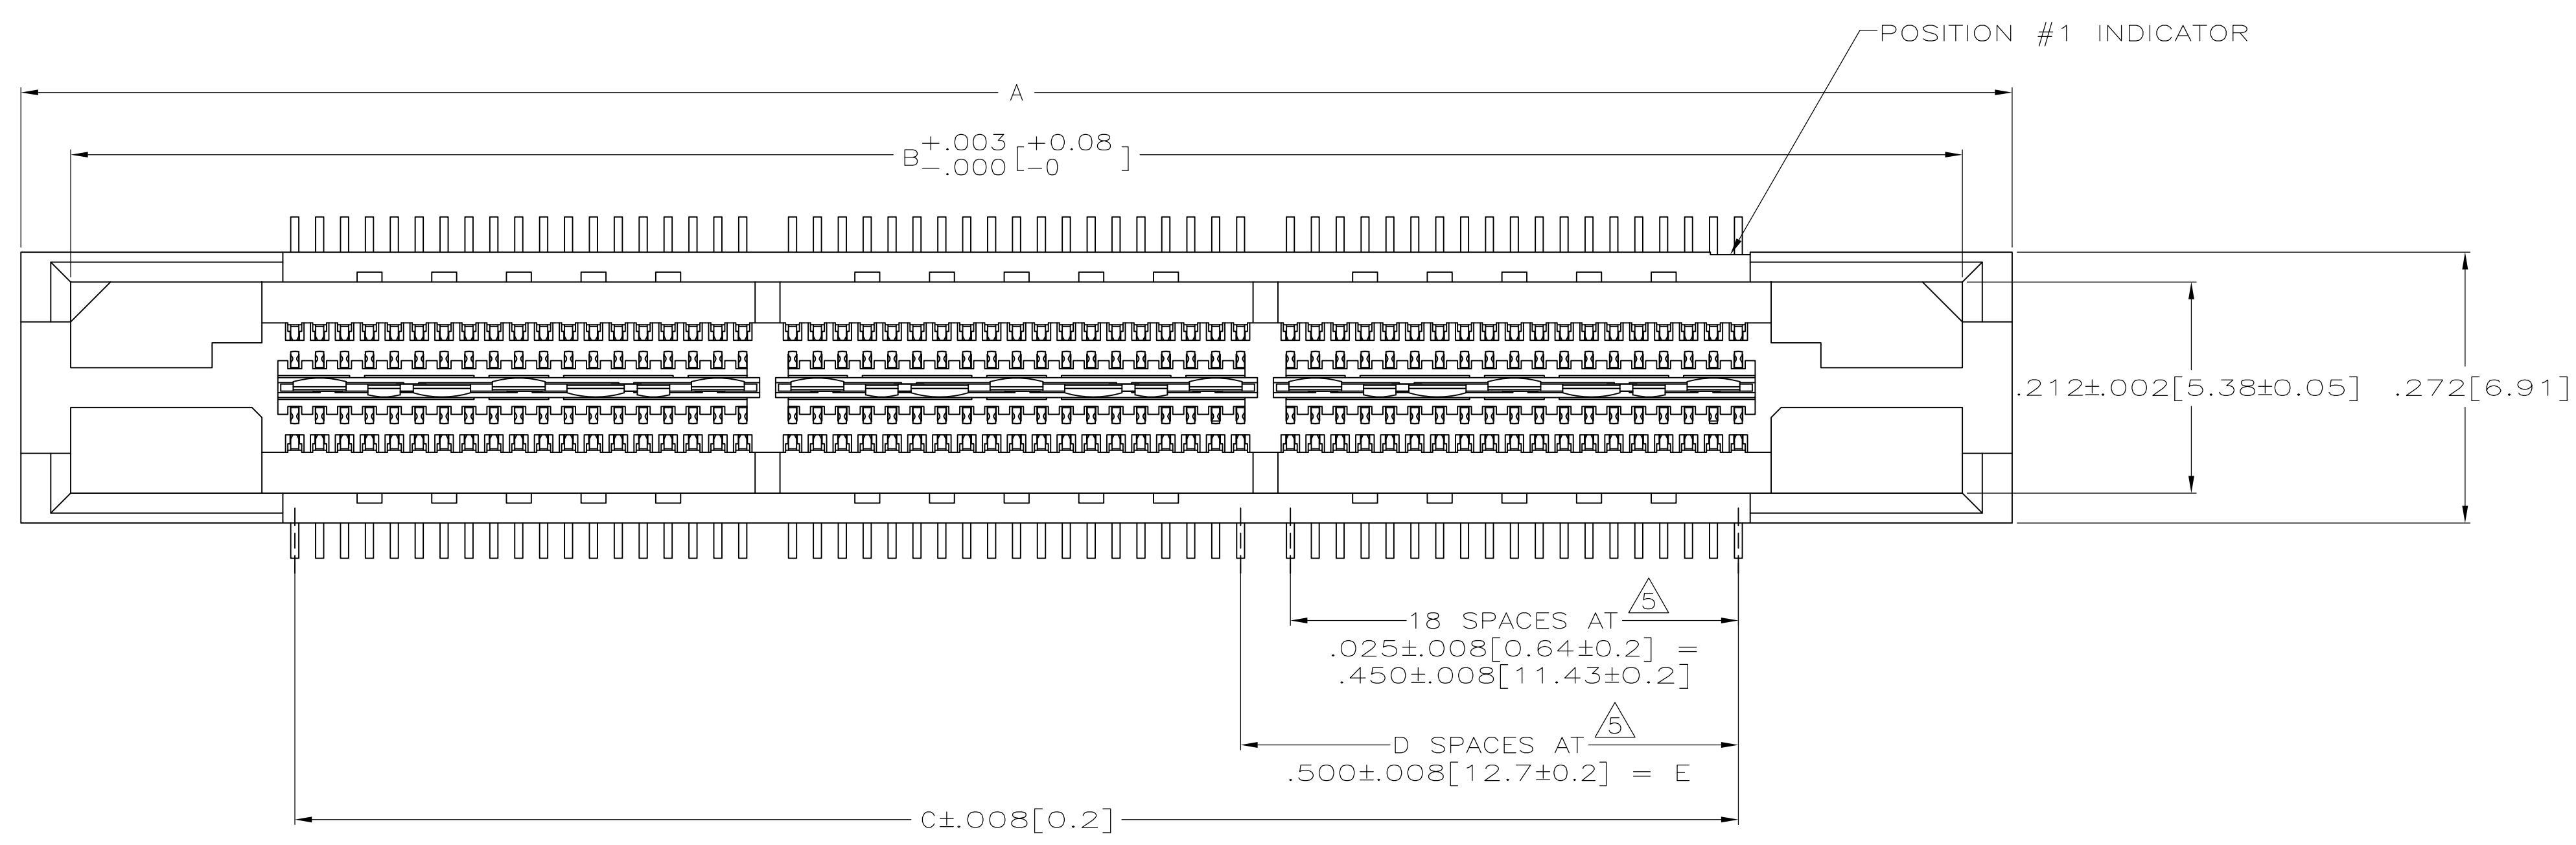 POSITION #1 INDICATOR
A
B+.003 [+0.08
-.000 -0 ]
.212±.002[5.38±0.05]
.272[6.91]
5
18 SPACES AT
.025±.008[0.64±0.2] =
.450±.008[11.43±0.2]
5
D SPACES AT
.500±.008[12.7±0.2] = E
C±.008[0.2]